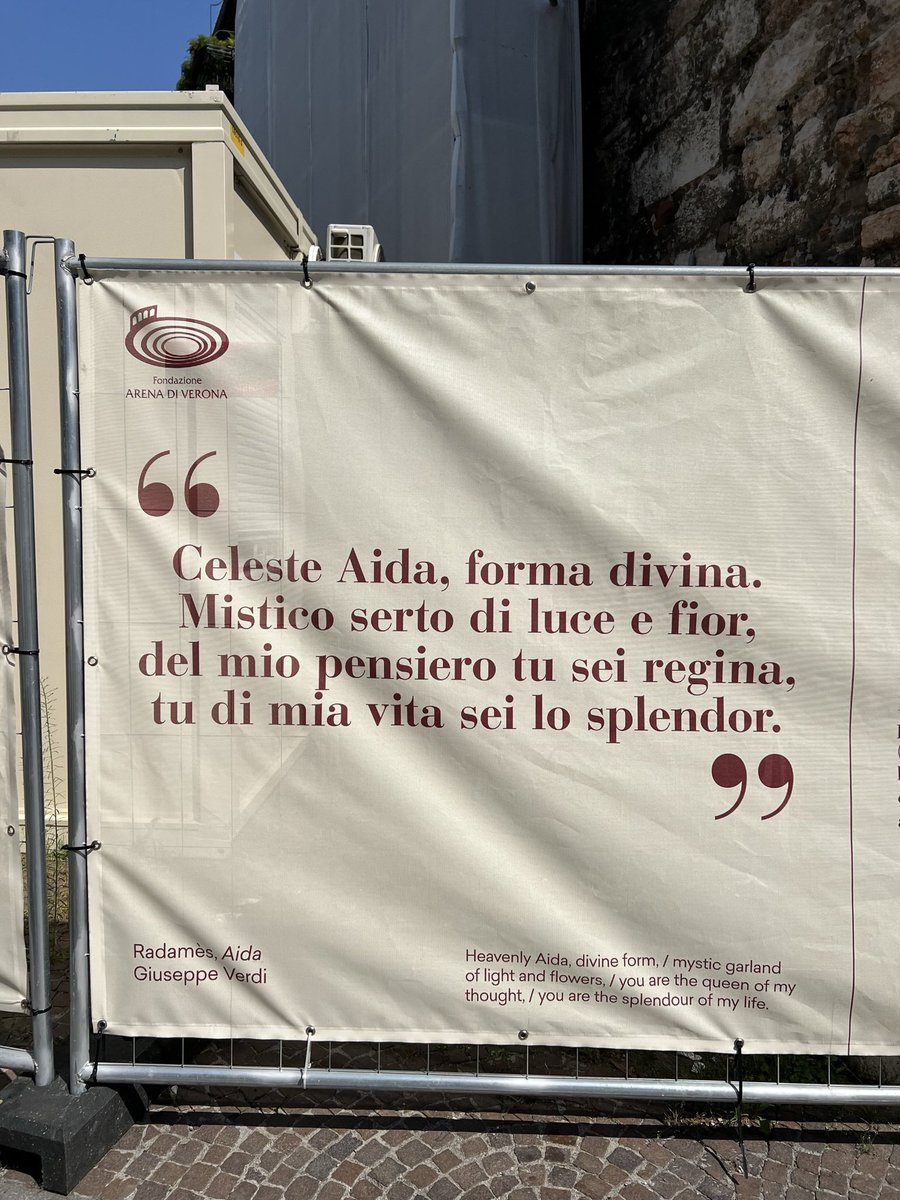 Fondazione
ARENA DI VERONA
“
Celeste Aida, forma divina.
Mistico serto di luce e fior,
del mio pensiero tu sei regina,
tu di mia vita sei lo splendor.
”
Radamès, Aida
Giuseppe Verdi
Heavenly Aida, divine form, / mystic garland
of light and flowers, / you are the queen of my
thought, / you are the splendour of my life.